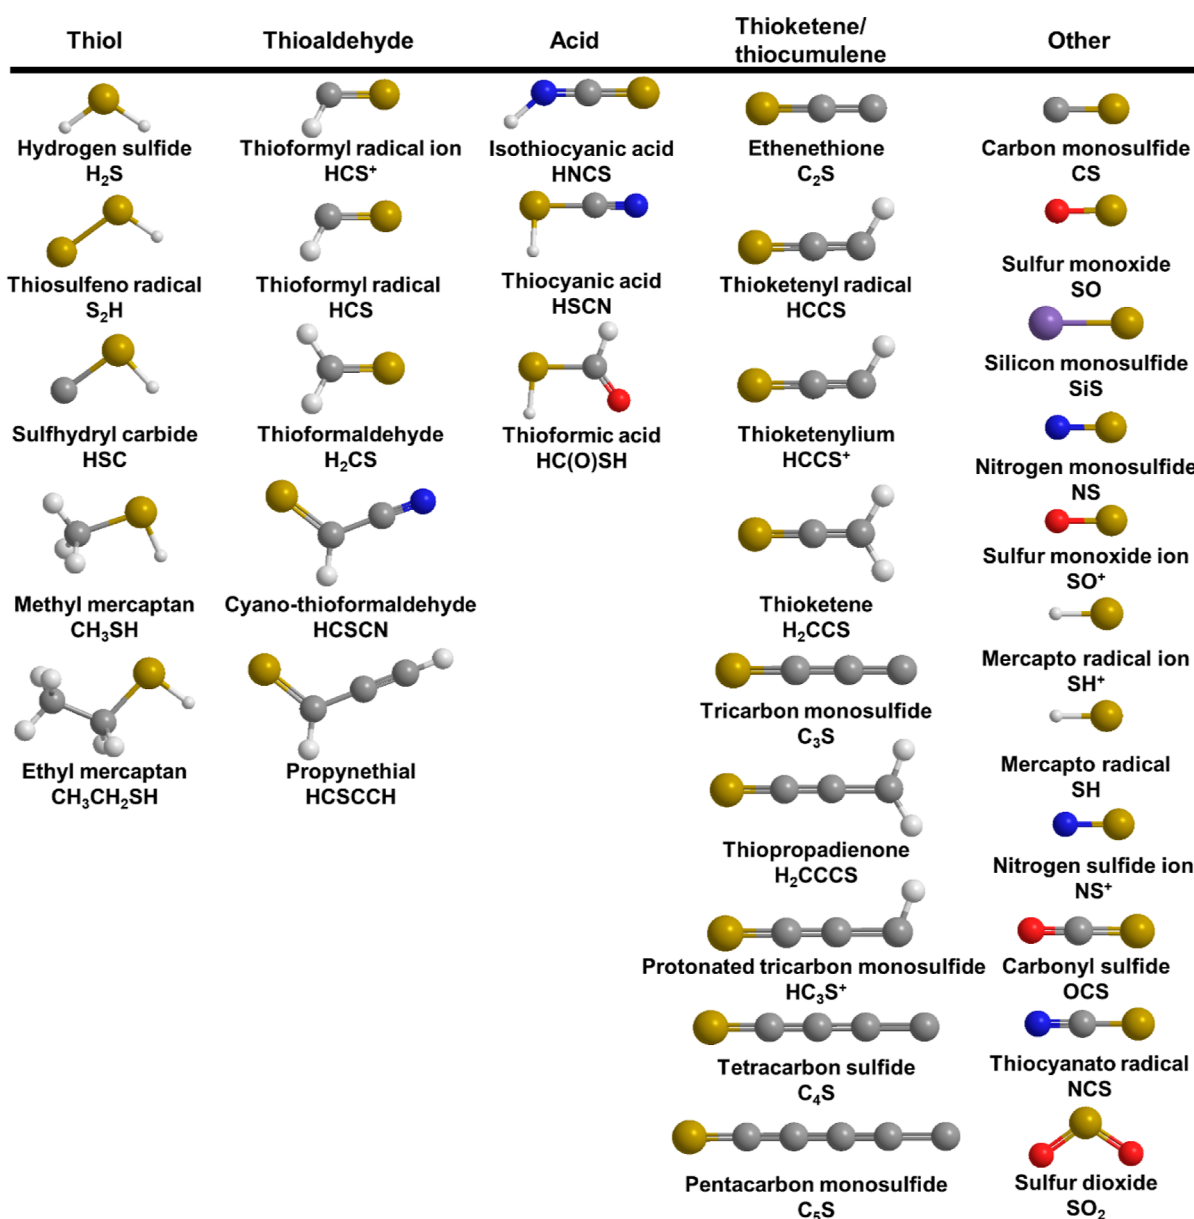 Thiol
Thioaldehyde
Acid
Thioketene/
thiocumulene
Other
Hydrogen sulfide
H₂S
Thiosulfeno radical
S₂H
Sulfhydryl carbide
HSC
Methyl mercaptan
CH₃SH
Ethyl mercaptan
CH₃CH₂SH
Thioformyl radical ion
HCS⁺
Thioformyl radical
HCS
Thioformaldehyde
H₂CS
Cyano-thioformaldehyde
HCSCN
Propynethial
HCSCCH
Isothiocyanic acid
HNCS
Thiocyanic acid
HSCN
Thioformic acid
HC(O)SH
Ethenethione
C₂S
Thioketenyl radical
HCCS
Thioketenylium
HCCS⁺
Thioketene
H₂CCS
Tricarbon monosulfide
C₃S
Thiopropadienone
H₂CCCS
Protonated tricarbon monosulfide
HC₃S⁺
Tetracarbon sulfide
C₄S
Pentacarbon monosulfide
C₅S
Carbon monosulfide
CS
Sulfur monoxide
SO
Silicon monosulfide
SiS
Nitrogen monosulfide
NS
Sulfur monoxide ion
SO⁺
Mercapto radical ion
SH⁺
Mercapto radical
SH
Nitrogen sulfide ion
NS⁺
Carbonyl sulfide
OCS
Thiocyanato radical
NCS
Sulfur dioxide
SO₂